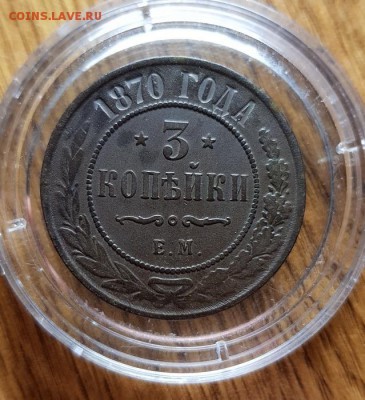 COINS.LAVE.RU
1870 ГОДА
3
КОПѢЙКИ
Е.М.